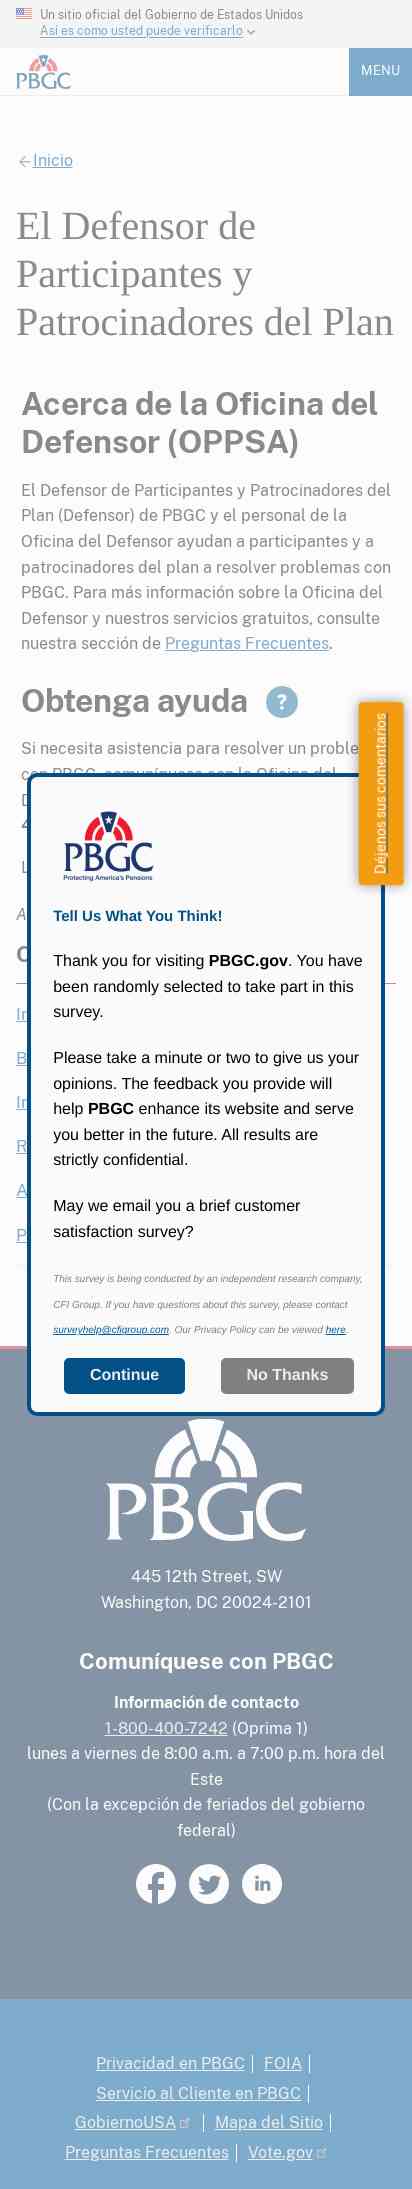 Un sitio oficial del Gobierno de Estados Unidos
Así es como usted puede verificarlo
PBGC
MENU
Inicio
El Defensor de
Participantes y
Patrocinadores del Plan
Acerca de la Oficina del
Defensor (OPPSA)
El Defensor de Participantes y Patrocinadores del
Plan (Defensor) de PBGC y el personal de la
Oficina del Defensor ayudan a participantes y a
patrocinadores del plan a resolver problemas con
PBGC. Para más información sobre la Oficina del
Defensor y nuestros servicios gratuitos, consulte
nuestra sección de Preguntas Frecuentes.
Obtenga ayuda ?
Déjenos sus comentarios
Si necesita asistencia para resolver un
PBGC
Protecting America's Pensions
Tell Us What You Think!
Thank you for visiting PBGC.gov. You have
been randomly selected to take part in this
survey.
Please take a minute or two to give us your
opinions. The feedback you provide will
help PBGC enhance its website and serve
you better in the future. All results are
strictly confidential.
May we email you a brief customer
satisfaction survey?
This survey is being conducted by an independent research company,
CFI Group. If you have questions about this survey, please contact
surveyhelp@cfigroup.com. Our Privacy Policy can be viewed here.
Continue
No Thanks
PBGC
445 12th Street, SW
Washington, DC 20024-2101
Comuníquese con PBGC
Información de contacto
1-800-400-7242 (Oprima 1)
lunes a viernes de 8:00 a.m. a 7:00 p.m. hora del
Este
(Con la excepción de feriados del gobierno
federal)
in
Privacidad en PBGC | FOIA |
Servicio al Cliente en PBGC |
GobiernoUSA | Mapa del Sitio |
Preguntas Frecuentes | Vote.gov